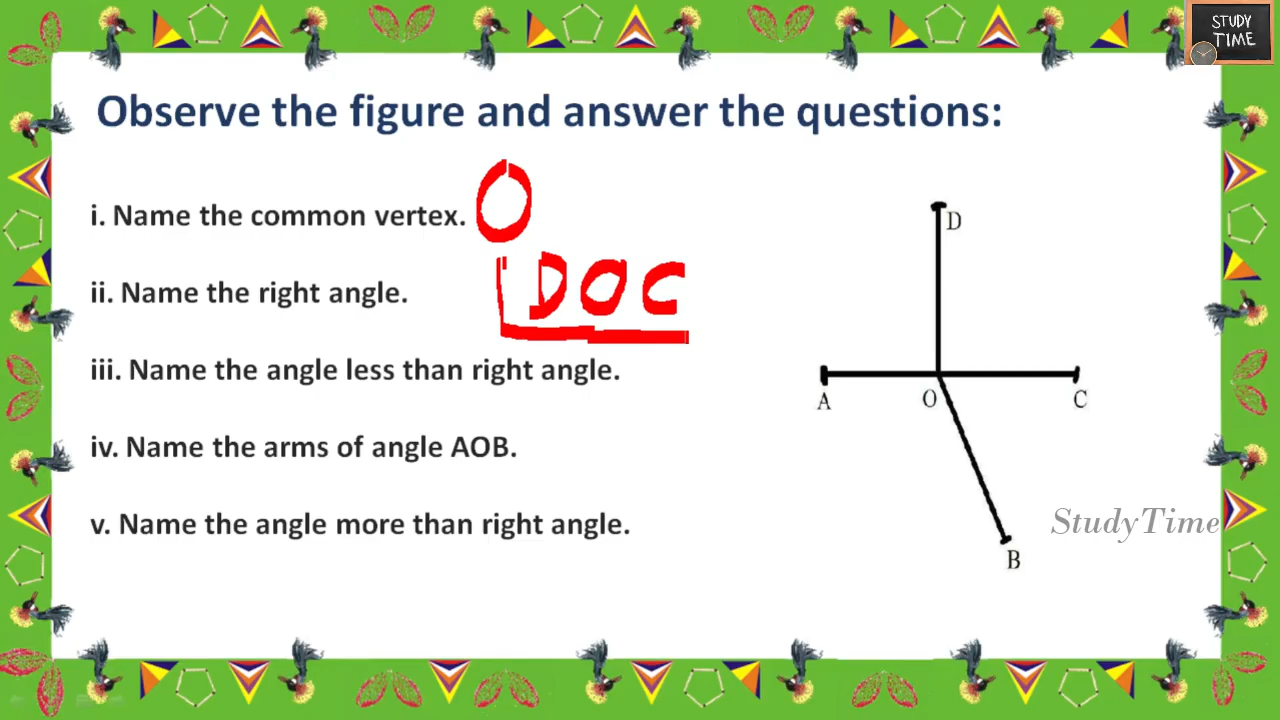 STUDY
TIME
Observe the figure and answer the questions:
i. Name the common vertex. O
ii. Name the right angle. DOC
iii. Name the angle less than right angle.
iv. Name the arms of angle AOB.
v. Name the angle more than right angle.
D
A O C
B
StudyTime